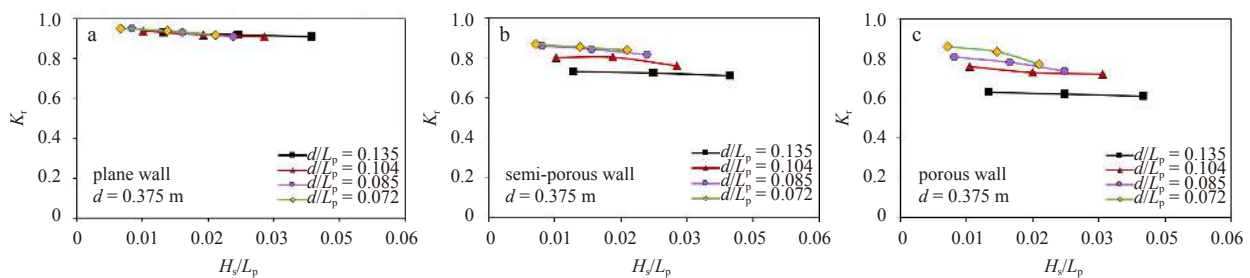 1.0
0.8
0.6
0.4
0.2
0
K_r
a
d/L_p = 0.135
d/L_p = 0.104
d/L_p = 0.085
d/L_p = 0.072
plane wall
d = 0.375 m
0 0.01 0.02 0.03 0.04 0.06
H_s/L_p
1.0
0.8
0.6
0.4
0.2
0
K_r
b
d/L_p = 0.135
d/L_p = 0.104
d/L_p = 0.085
d/L_p = 0.072
semi-porous wall
d = 0.375 m
0 0.01 0.02 0.03 0.04 0.06
H_s/L_p
1.0
0.8
0.6
0.4
0.2
0
K_r
c
d/L_p = 0.135
d/L_p = 0.104
d/L_p = 0.085
d/L_p = 0.072
porous wall
d = 0.375 m
0 0.01 0.02 0.03 0.04 0.06
H_s/L_p